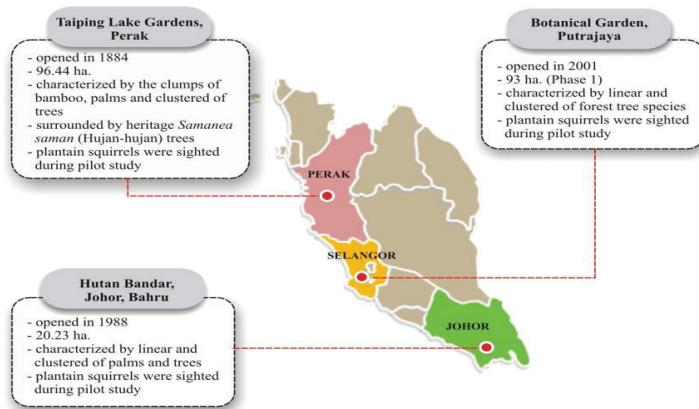 Taiping Lake Gardens,
Perak
- opened in 1884
- 96.44 ha.
- characterized by the clumps of
bamboo, palms and clustered of
trees
- surrounded by heritage Samanea
saman (Hujan-hujan) trees
- plantain squirrels were sighted
during pilot study
Botanical Garden,
Putrajaya
- opened in 2001
- 93 ha. (Phase 1)
- characterized by linear and
clustered of forest tree species
- plantain squirrels were sighted
during pilot study
PERAK
SELANGOR
JOHOR
Hutan Bandar,
Johor, Bahru
- opened in 1988
- 20.23 ha.
- characterized by linear and
clustered of palms and trees
- plantain squirrels were sighted
during pilot study